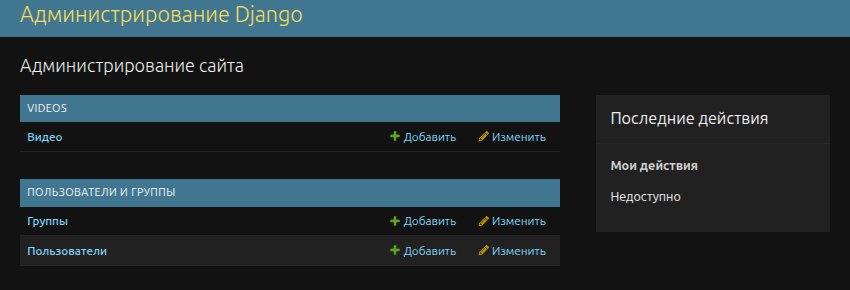 Администрирование Django
Администрирование сайта
VIDEOS
Видео Добавить Изменить
ПОЛЬЗОВАТЕЛИ И ГРУППЫ
Группы Добавить Изменить
Пользователи Добавить Изменить
Последние действия
Мои действия
Недоступно